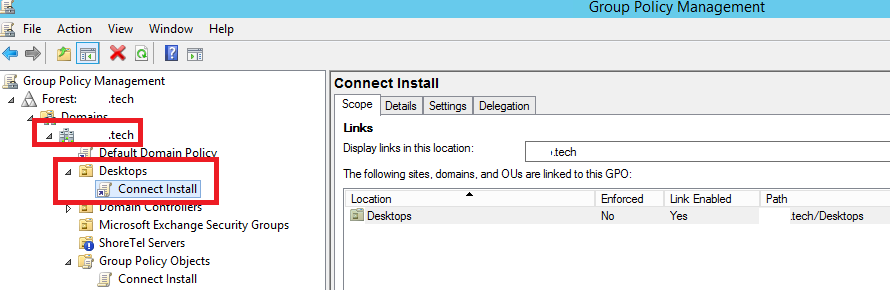 Group Policy Management
File Action View Window Help
Group Policy Management
Forest: .tech
Domains
.tech
Default Domain Policy
Desktops
Connect Install
Domain Controllers
Microsoft Exchange Security Groups
ShoreTel Servers
Group Policy Objects
Connect Install
Connect Install
Scope Details Settings Delegation
Links
Display links in this location: .tech
The following sites, domains, and OUs are linked to this GPO:
Location Enforced Link Enabled Path
Desktops No Yes .tech/Desktops